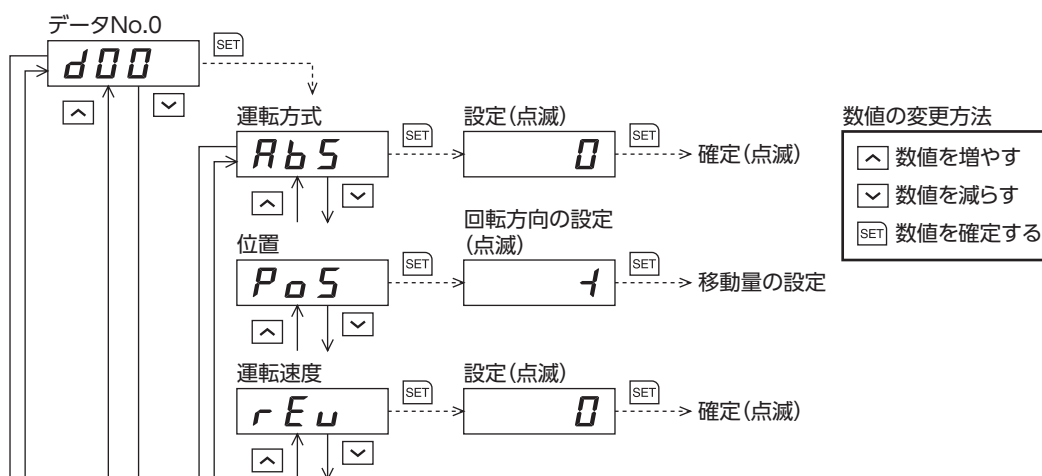 データNo.0
d00
SET
運転方式
AbS
SET
設定(点滅)
0
SET
確定(点滅)
位置
PoS
SET
回転方向の設定
(点滅)
-|
SET
移動量の設定
運転速度
rEv
SET
設定(点滅)
0
SET
確定(点滅)
数値の変更方法
数値を増やす
数値を減らす
SET 数値を確定する